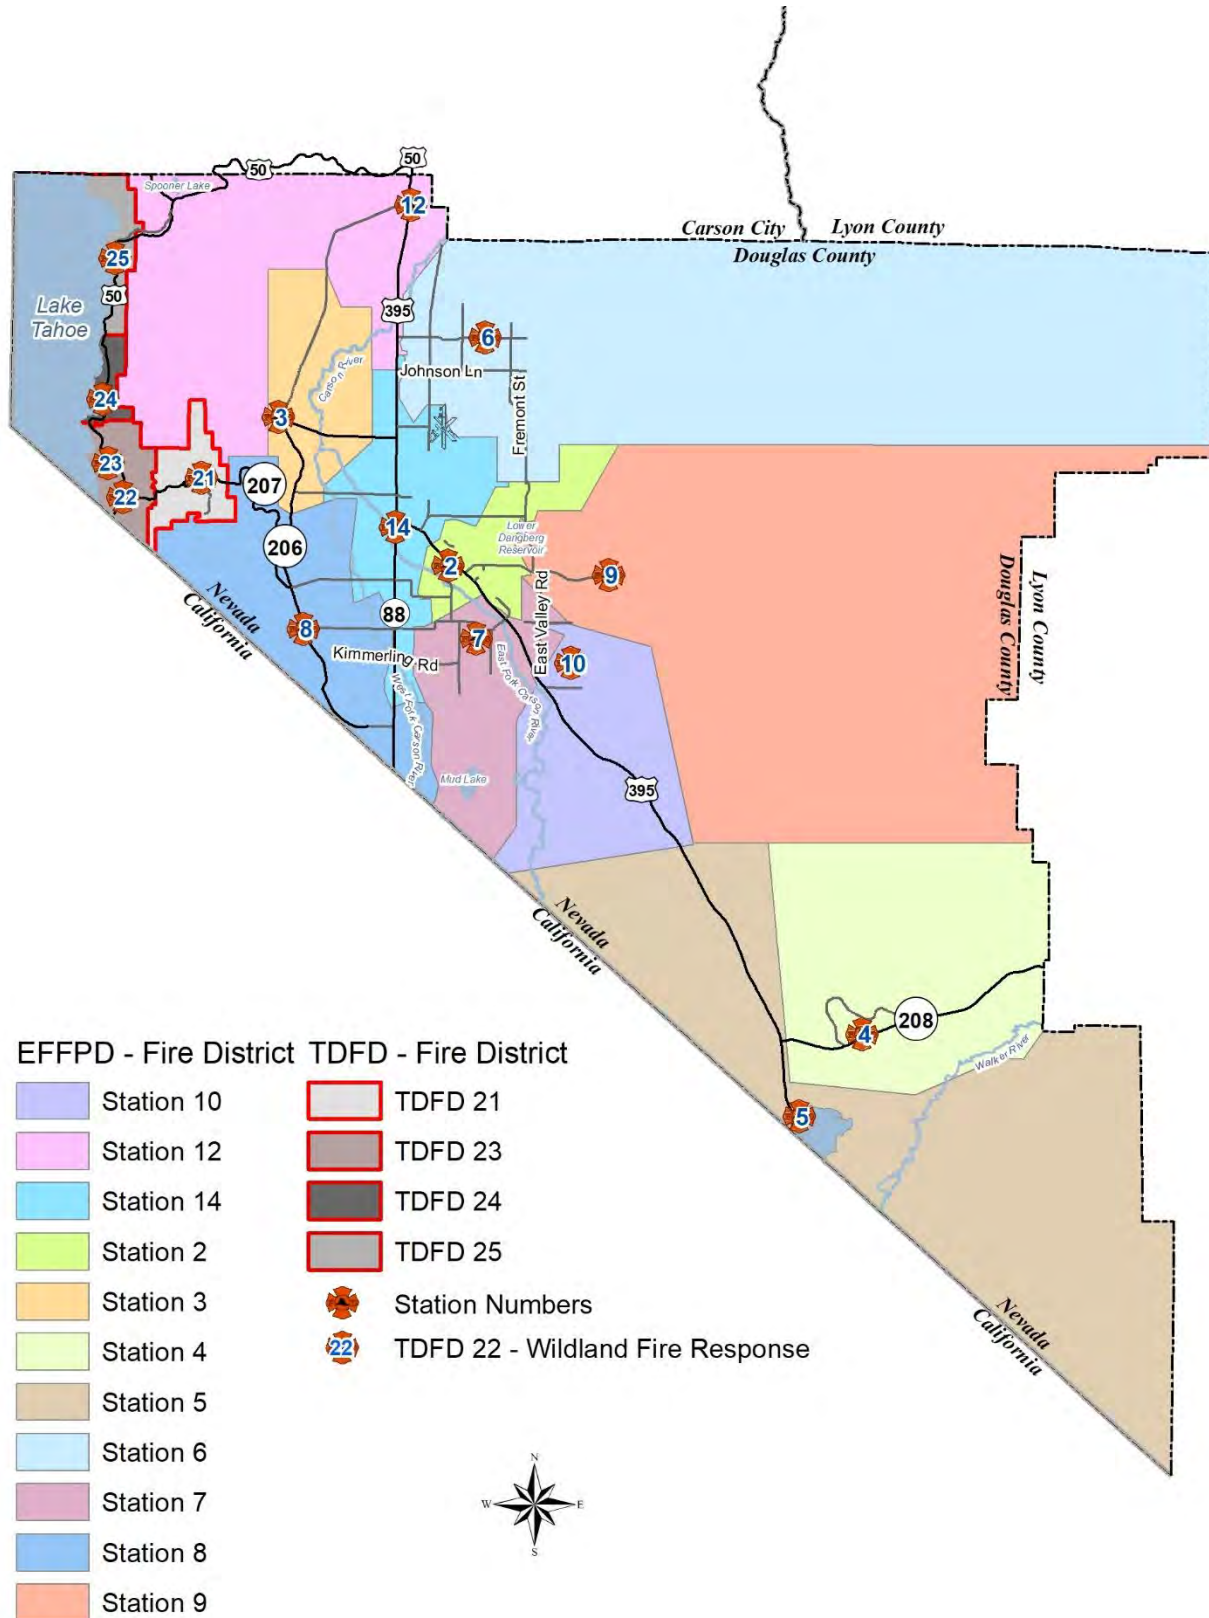 50
50
Spooner Lake
12
Carson City
Lyon County
Douglas County
25
50
Lake
Tahoe
395
6
Carson River
Johnson Ln
Fremont St
24
3
23
21
22
207
14
Lower
Dangberg
Reservoir
206
2
9
East Valley Rd
Douglas County
Lyon County
Nevada
California
88
8
7
Kimmerling Rd
10
East Fork Carson River
West Fork Carson River
Mud Lake
395
Nevada
California
4
208
Walker River
5
Nevada
California
EFFPD - Fire District
Station 10
Station 12
Station 14
Station 2
Station 3
Station 4
Station 5
Station 6
Station 7
Station 8
Station 9
TDFD - Fire District
TDFD 21
TDFD 23
TDFD 24
TDFD 25
Station Numbers
22
TDFD 22 - Wildland Fire Response
N
W
E
S